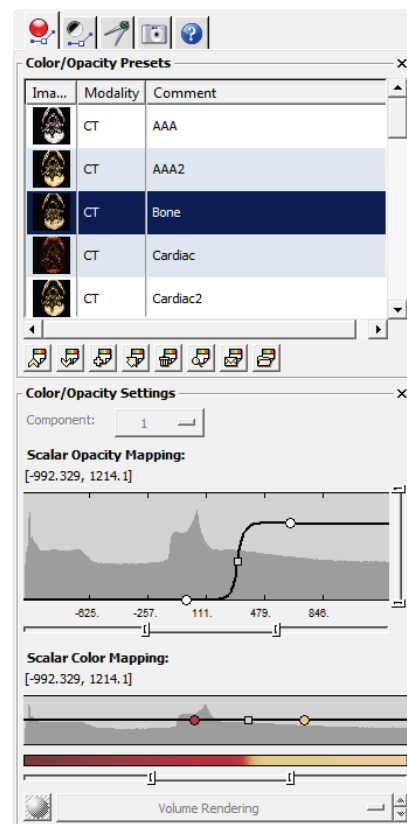 Color/Opacity Presets
Ima... Modality Comment
CT AAA
CT AAA2
CT Bone
CT Cardiac
CT Cardiac2
Color/Opacity Settings
Component: 1
Scalar Opacity Mapping:
[-992.329, 1214.1]
-625. -257. 111. 479. 846.
Scalar Color Mapping:
[-992.329, 1214.1]
Volume Rendering